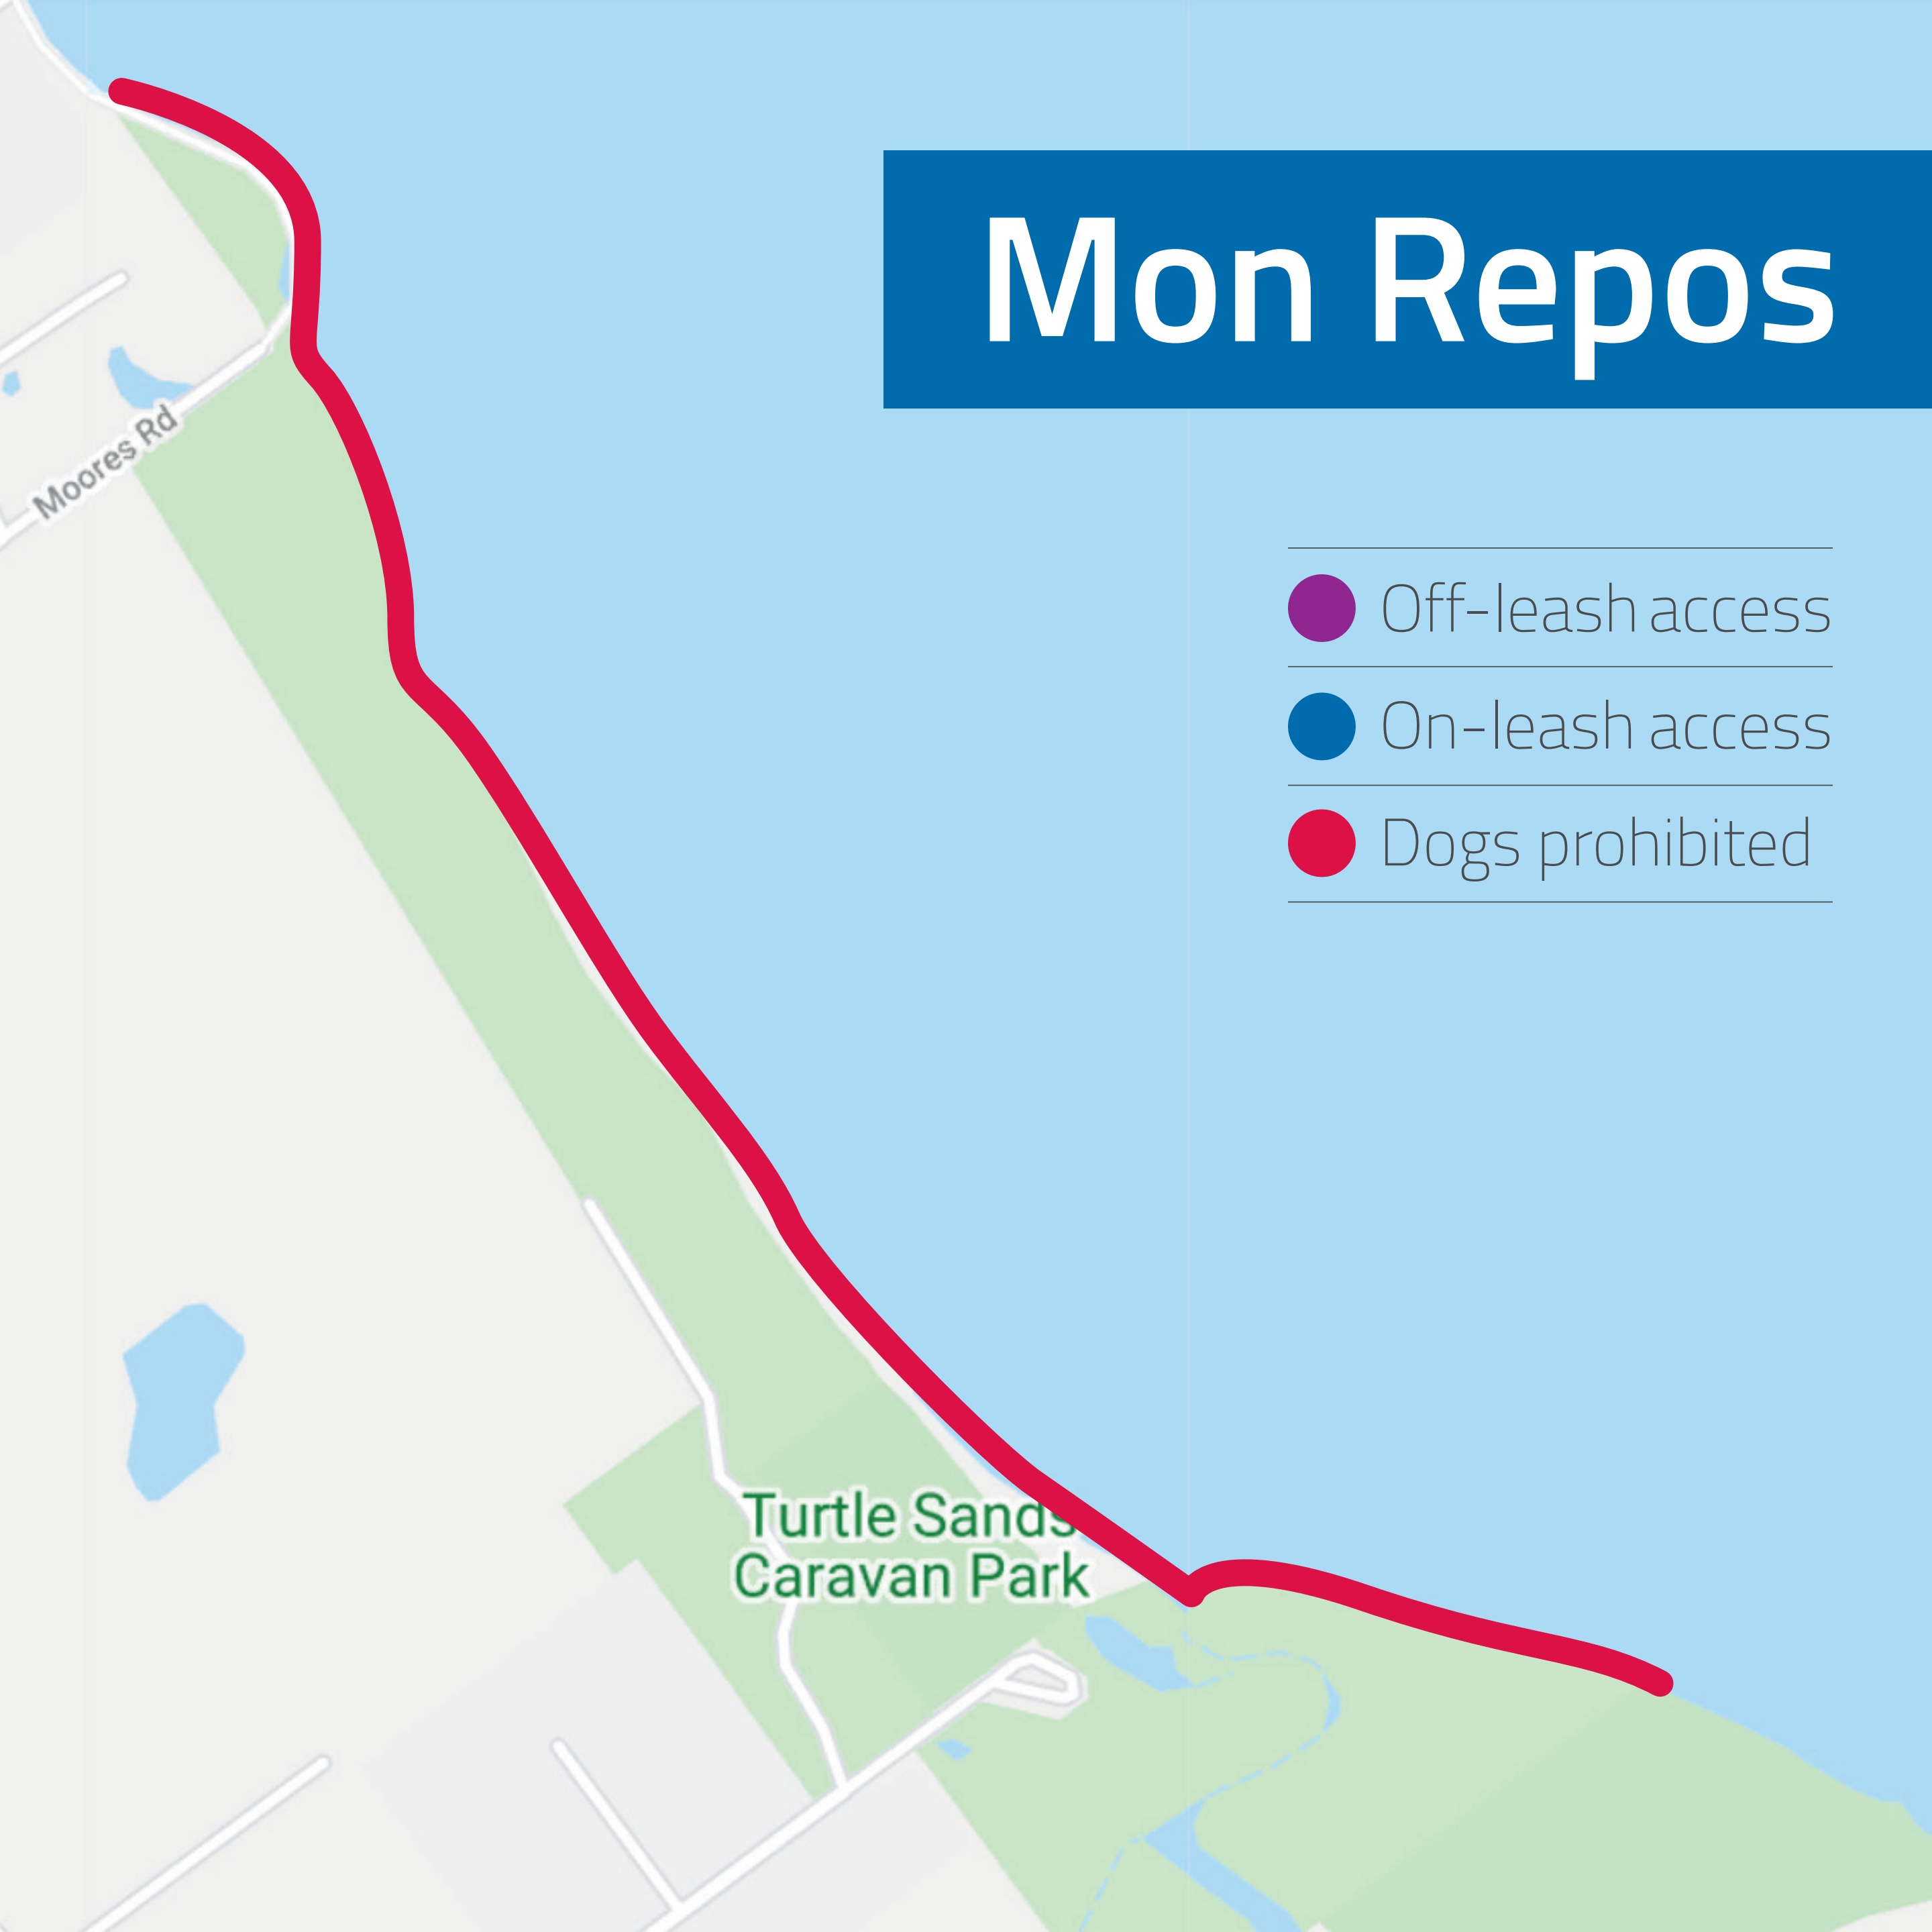 Mon Repos
Off-leash access
On-leash access
Dogs prohibited
Moores Rd
Turtle Sands
Caravan Park